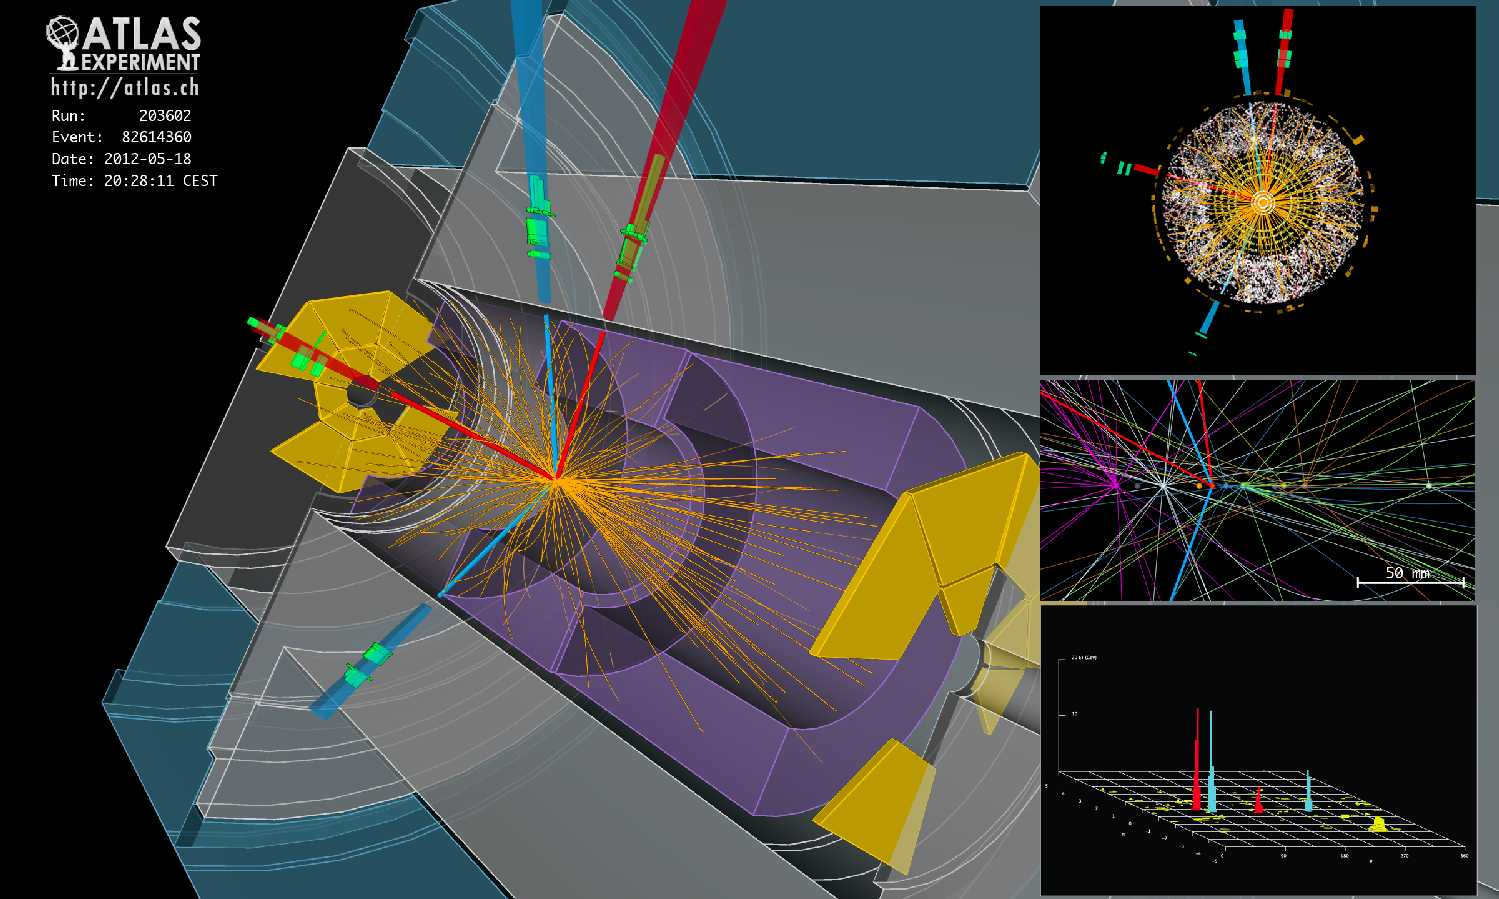 ATLAS
EXPERIMENT
http://atlas.ch
Run: 203602
Event: 82614360
Date: 2012-05-18
Time: 20:28:11 CEST
50 mm